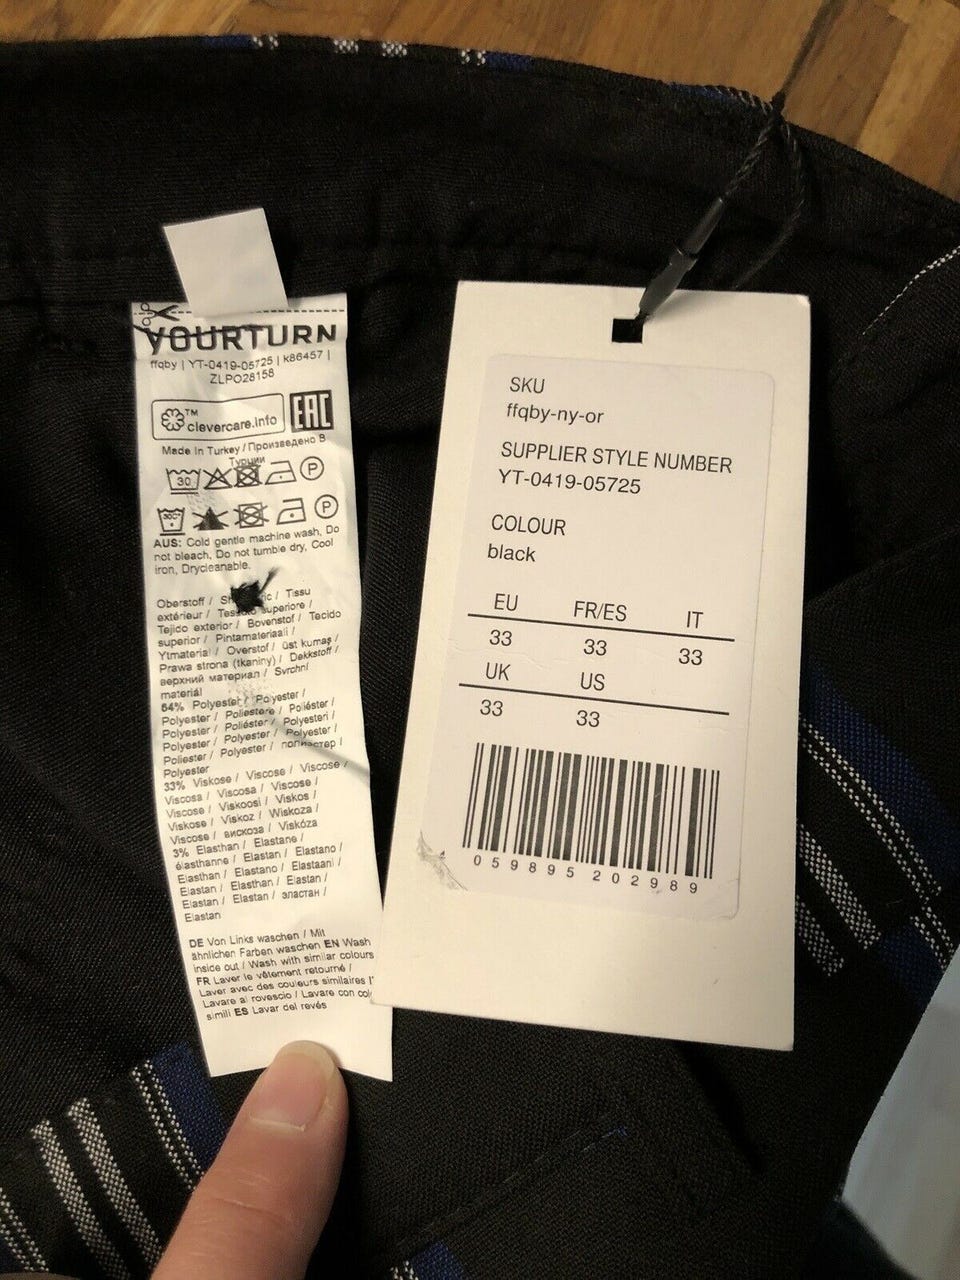 YOURTURN
ffqby | YT-0419-05725 | k86457 |
ZLPO28158
TM
clevercare.info
EAC
Made in Turkey / Произведено В
Турции
30 P
30C° P
AUS: Cold gentle machine wash, Do
not bleach, Do not tumble dry, Cool
iron, Drycleanable.
Oberstoff / / Tissu
extérieur / superiore /
Tejido exterior / Bovenstof / Tecido
superior / Pintamateriaali /
Ytmaterial / Overstof / üst kumaş /
Prawa strona (tkaniny) / Dekkstoff /
верхний материал / Svrchní
materiál
64% Polyester / Polyester /
Polyester / Poliestere / Poliéster /
Polyester / Poliéster / Polyesteri /
Polyester / Polyester / Polyester /
Poliester / Polyester / полиэстер /
Polyester
33% Viskose / Viscose / Viscose /
Viscosa / Viscosa / Viscose /
Viscose / Viskoosi / Viskos /
Viskose / Viskoz / Wiskoza /
Viscose / вискоза / Viskóza
3% Elasthan / Elastane /
élasthanne / Elastan / Elastano /
Elasthan / Elastano / Elastaani /
Elastan / Elasthan / Elastan /
Elastan / Elastan / эластан /
Elastan
DE Von Links waschen / Mit
ähnlichen Farben waschen EN Wash
inside out / Wash with similar colours
FR Laver le vêtement retourné /
Laver avec des couleurs similaires
Lavare al rovescio / Lavare con
simili ES Lavar del revés
SKU
ffqby-ny-or
SUPPLIER STYLE NUMBER
YT-0419-05725
COLOUR
black
EU FR/ES IT
33 33 33
UK US
33 33
059895202989